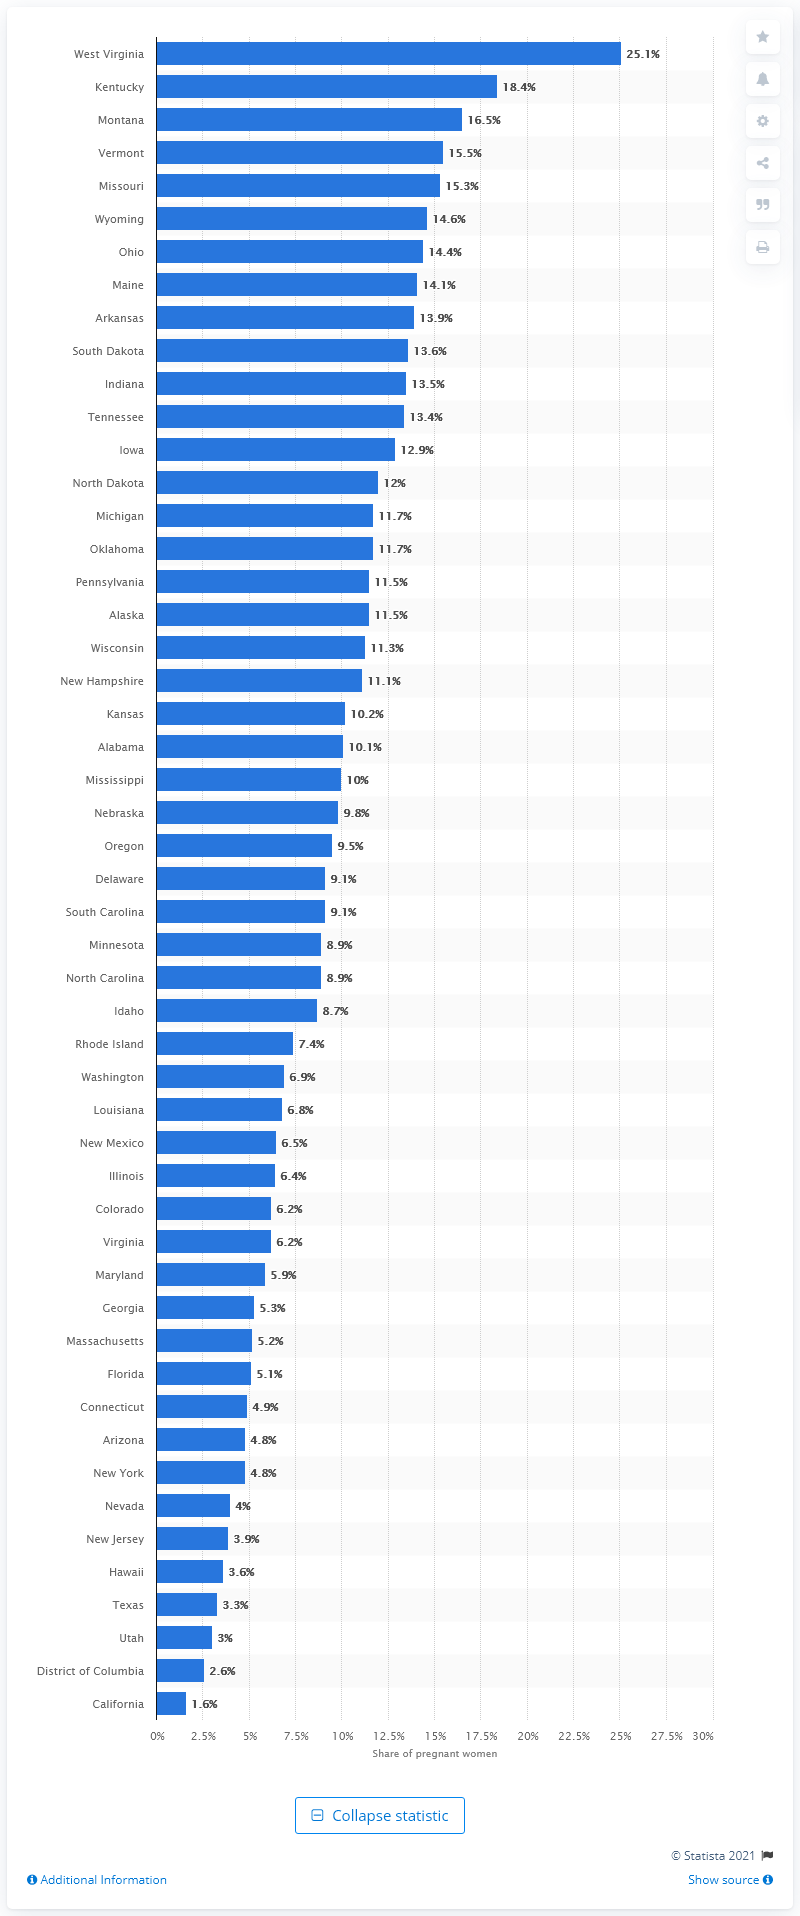 West Virginia 25.1%
Kentucky 18.4%
Montana 16.5%
Vermont 15.5%
Missouri 15.3%
Wyoming 14.6%
Ohio 14.4%
Maine 14.1%
Arkansas 13.9%
South Dakota 13.6%
Indiana 13.5%
Tennessee 13.4%
Iowa 12.9%
North Dakota 12%
Michigan 11.7%
Oklahoma 11.7%
Pennsylvania 11.5%
Alaska 11.5%
Wisconsin 11.3%
New Hampshire 11.1%
Kansas 10.2%
Alabama 10.1%
Mississippi 10%
Nebraska 9.8%
Oregon 9.5%
Delaware 9.1%
South Carolina 9.1%
Minnesota 8.9%
North Carolina 8.9%
Idaho 8.7%
Rhode Island 7.4%
Washington 6.9%
Louisiana 6.8%
New Mexico 6.5%
Illinois 6.4%
Colorado 6.2%
Virginia 6.2%
Maryland 5.9%
Georgia 5.3%
Massachusetts 5.2%
Florida 5.1%
Connecticut 4.9%
Arizona 4.8%
New York 4.8%
Nevada 4%
New Jersey 3.9%
Hawaii 3.6%
Texas 3.3%
Utah 3%
District of Columbia 2.6%
California 1.6%
0% 2.5% 5% 7.5% 10% 12.5% 15% 17.5% 20% 22.5% 25% 27.5% 30%
Share of pregnant women
Collapse statistic
© Statista 2021
Additional Information Show source